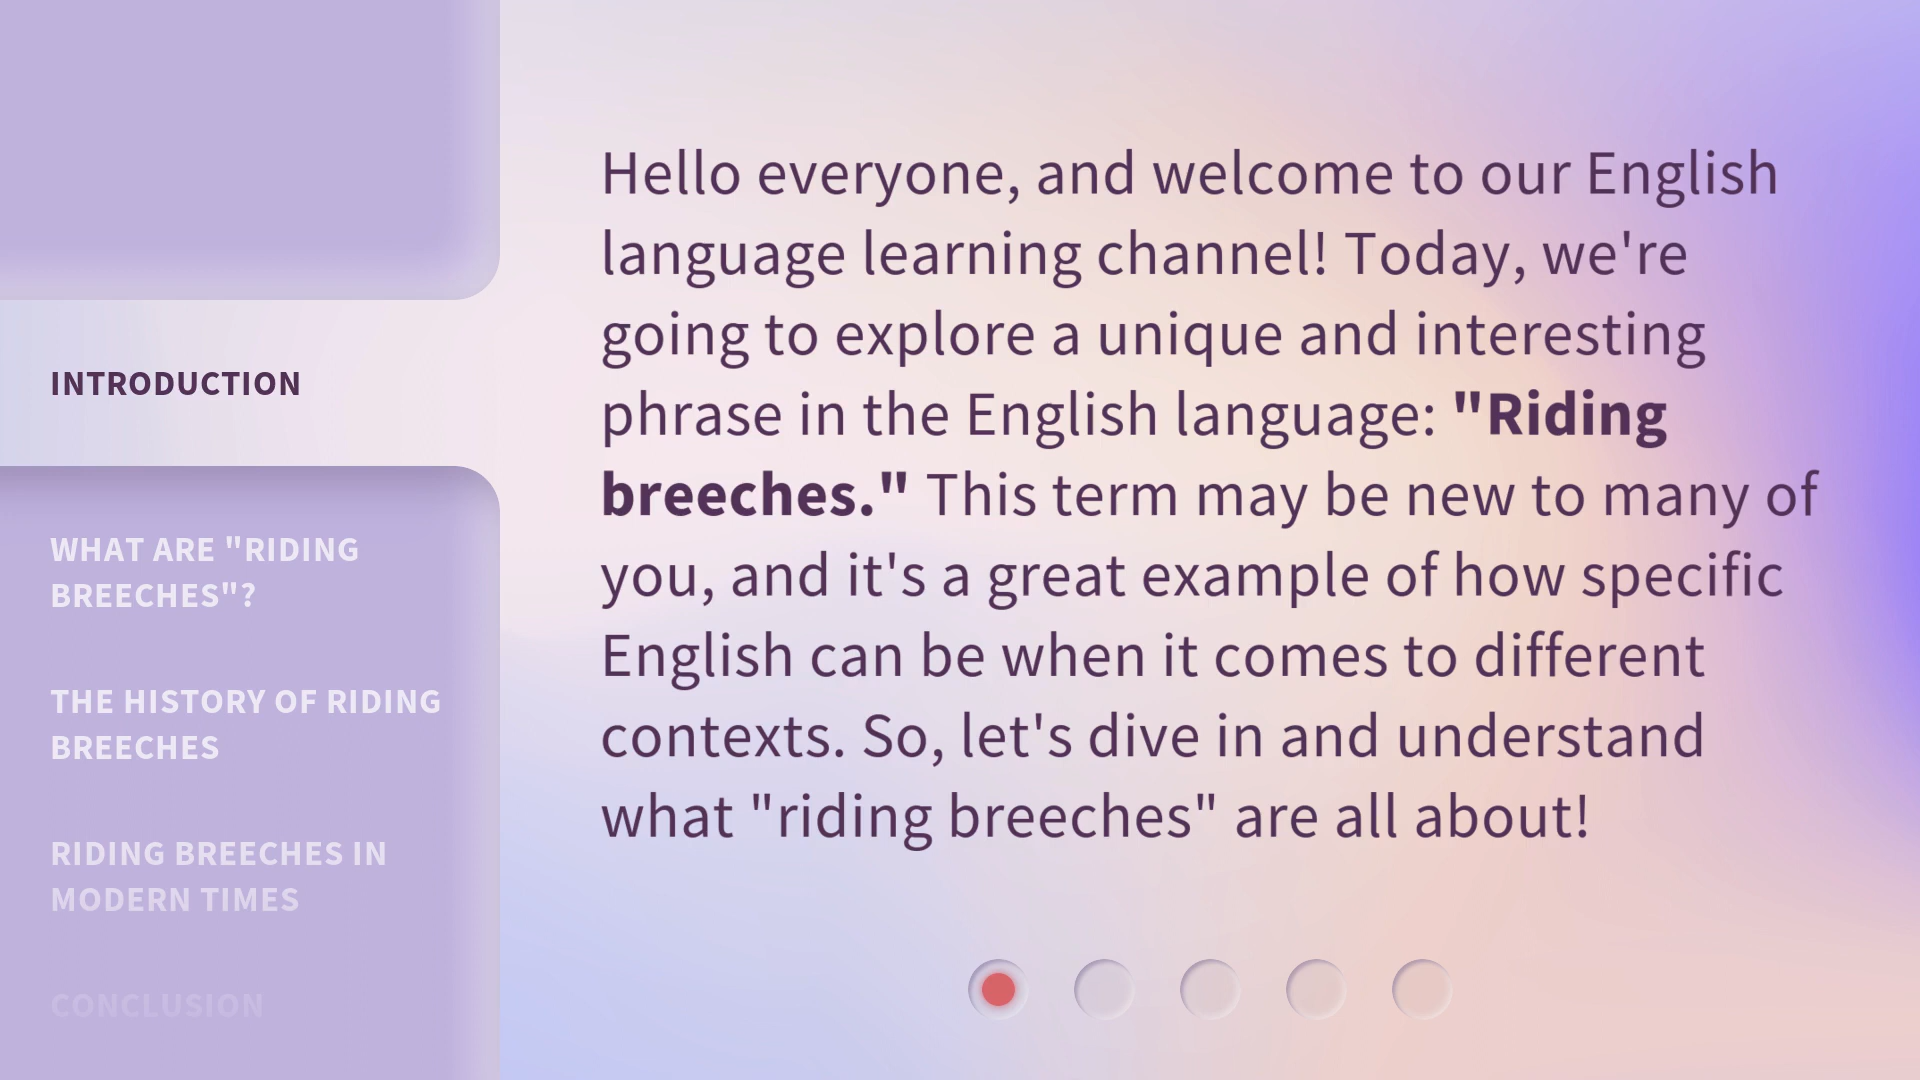 INTRODUCTION
WHAT ARE "RIDING
BREECHES"?
THE HISTORY OF RIDING
BREECHES
RIDING BREECHES IN
MODERN TIMES
CONCLUSION
Hello everyone, and welcome to our English
language learning channel! Today, we're
going to explore a unique and interesting
phrase in the English language: "Riding
breeches." This term may be new to many of
you, and it's a great example of how specific
English can be when it comes to different
contexts. So, let's dive in and understand
what "riding breeches" are all about!